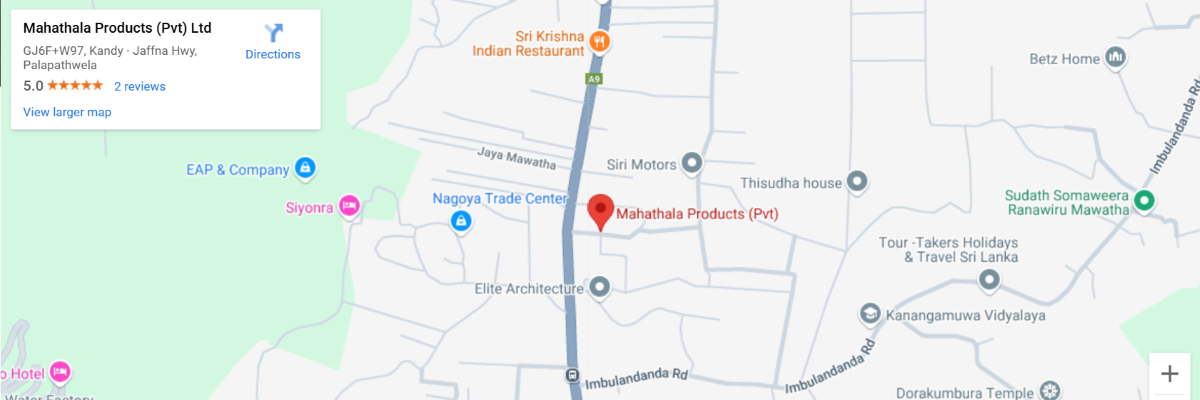 Mahathala Products (Pvt) Ltd
GJ6F+W97, Kandy - Jaffna Hwy,
Palapathwela
5.0
2 reviews
View larger map
Directions
Sri Krishna
Indian Restaurant
A9
Betz Home
Imbulandanda Rd
Jaya Mawatha
Siri Motors
EAP & Company
Thisudha house
Siyonra
Nagoya Trade Center
Sudath Somaweera
Ranawiru Mawatha
Mahathala Products (Pvt)
Tour -Takers Holidays
& Travel Sri Lanka
Elite Architecture
Kanangamuwa Vidyalaya
o Hotel
Imbulandanda Rd
Imbulandanda Rd
Dorakumbura Temple
Water Factory
+